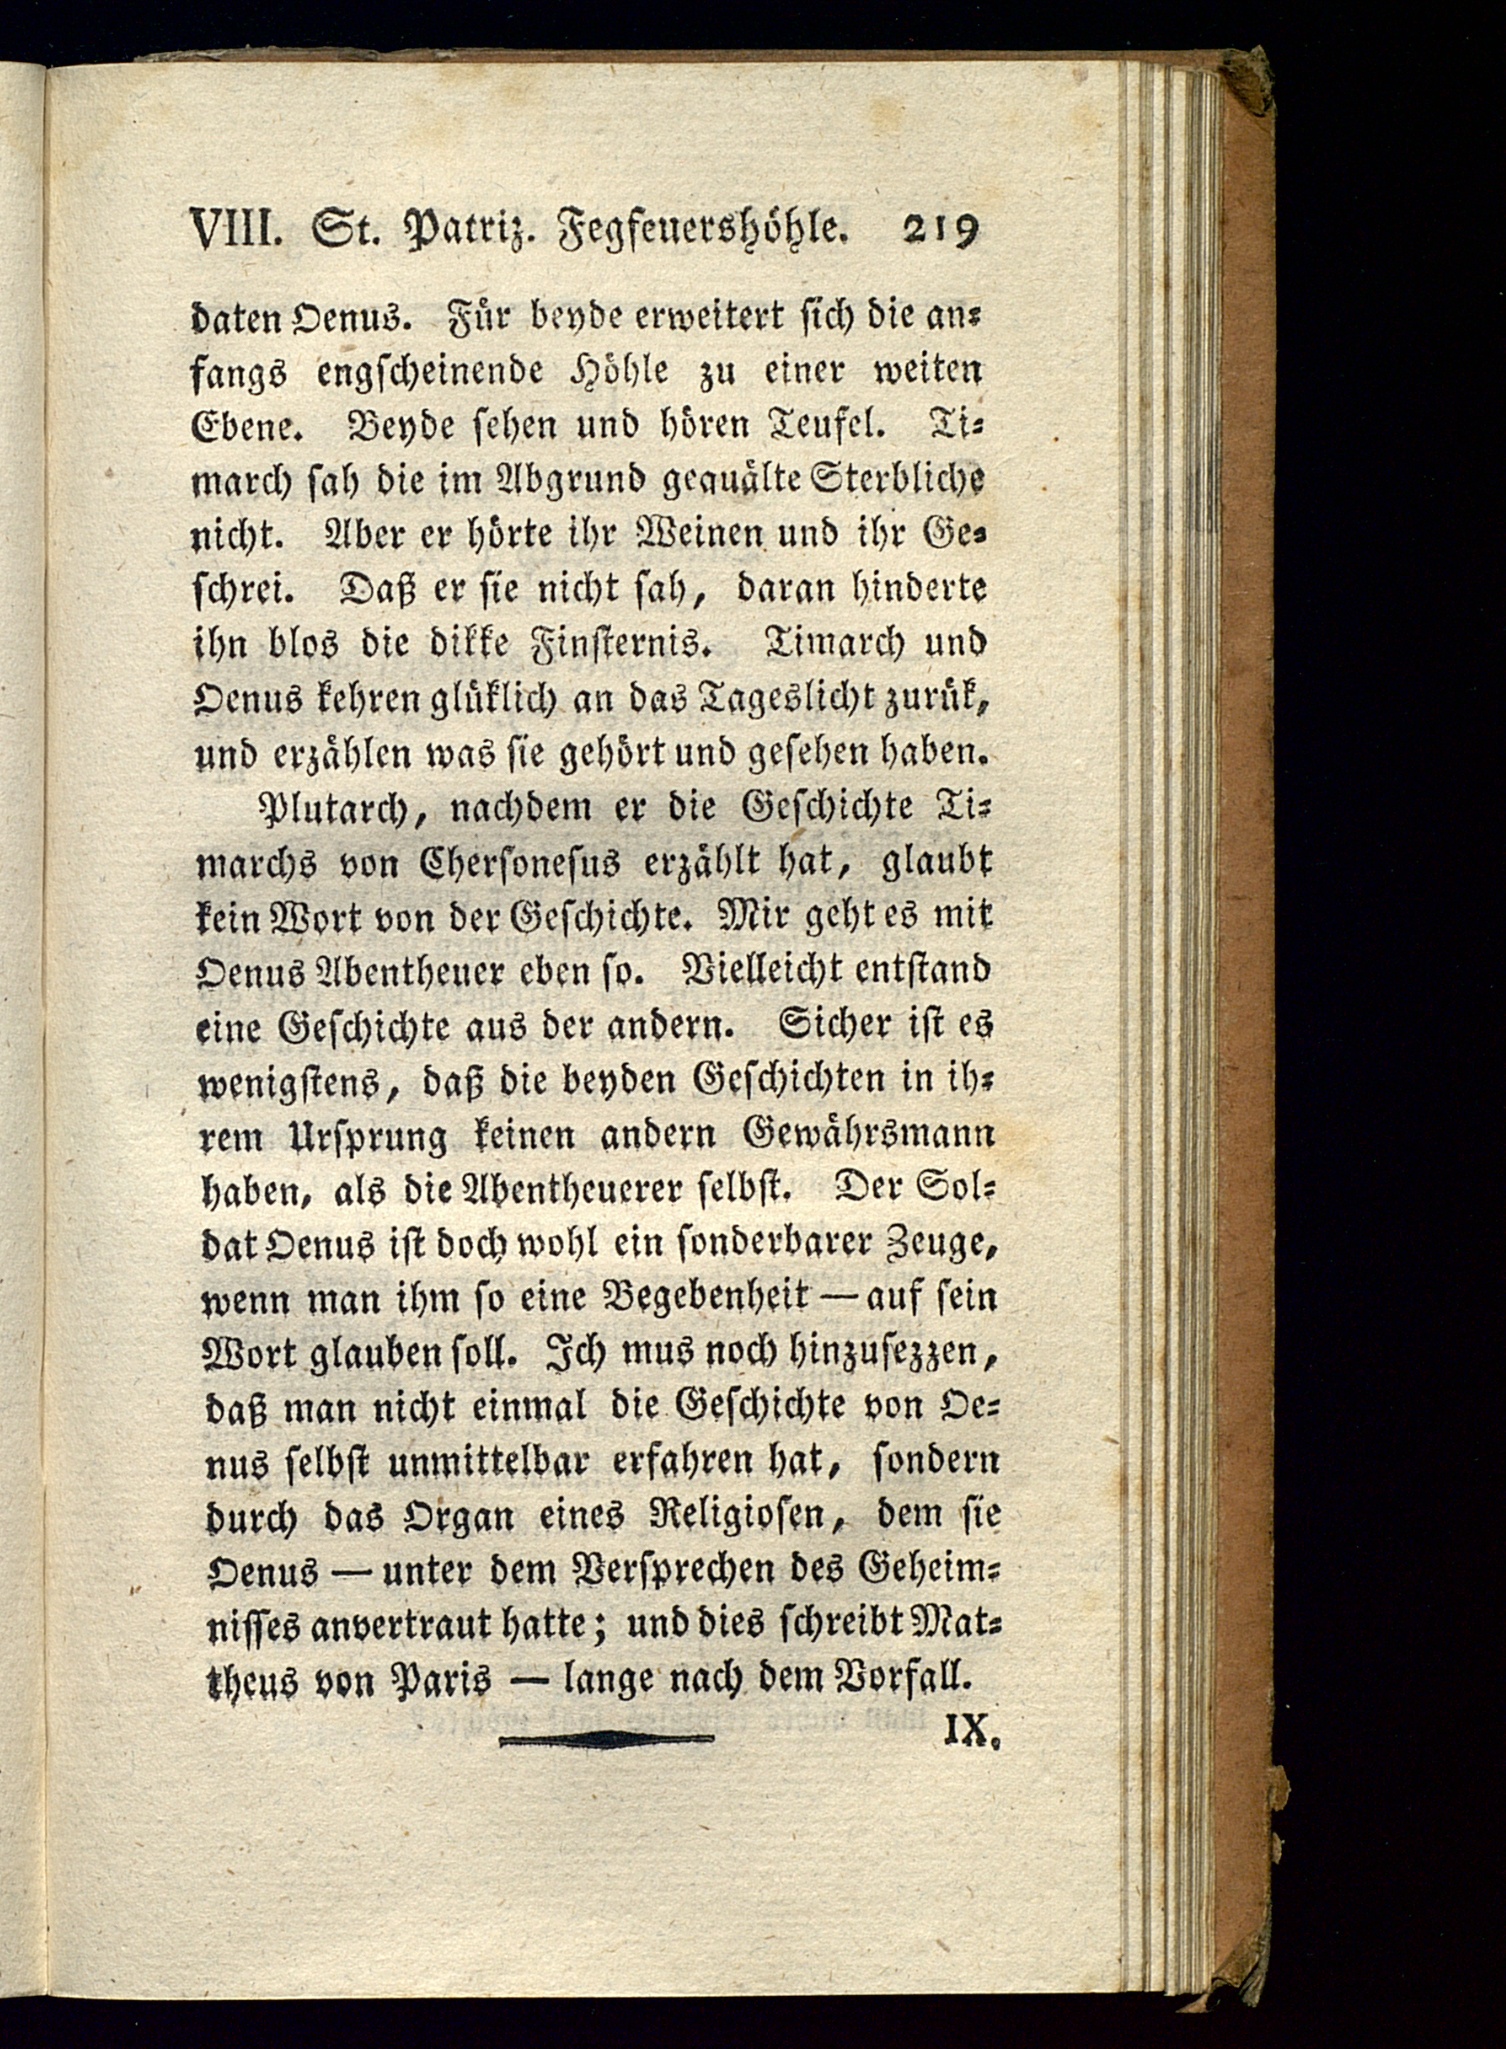 VIII. St. Patriz. Fegfeuershöhle. 219
daten Oenus. Für beyde erweitert sich die an-
fangs engscheinende Höhle zu einer weiten
Ebene. Beyde sehen und hören Teufel. Ti-
march sah die im Abgrund gequälte Sterbliche
nicht. Aber er hörte ihr Weinen und ihr Ge-
schrei. Daß er sie nicht sah, daran hinderte
ihn blos die dikke Finsternis. Timarch und
Oenus kehren glüklich an das Tageslicht zurük,
und erzählen was sie gehört und gesehen haben.
Plutarch, nachdem er die Geschichte Ti-
marchs von Chersonesus erzählt hat, glaubt
kein Wort von der Geschichte. Mir geht es mit
Oenus Abentheuer eben so. Vielleicht entstand
eine Geschichte aus der andern. Sicher ist es
wenigstens, daß die beyden Geschichten in ih-
rem Ursprung keinen andern Gewährsmann
haben, als die Abentheuerer selbst. Der Sol-
dat Oenus ist doch wohl ein sonderbarer Zeuge,
wenn man ihm so eine Begebenheit — auf sein
Wort glauben soll. Ich mus noch hinzusezzen,
daß man nicht einmal die Geschichte von Oe-
nus selbst unmittelbar erfahren hat, sondern
durch das Organ eines Religiosen, dem sie
Oenus — unter dem Versprechen des Geheim-
nisses anvertraut hatte; und dies schreibt Mat-
theus von Paris — lange nach dem Vorfall.
IX.